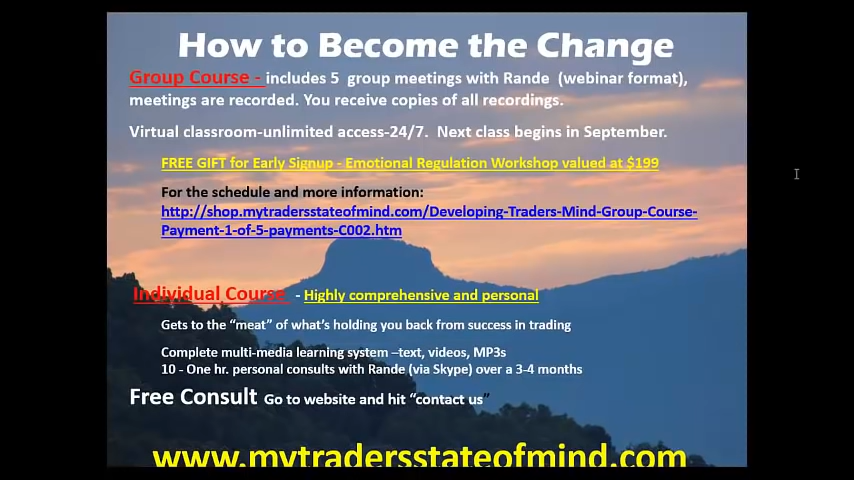 How to Become the Change
Group Course - includes 5 group meetings with Rande (webinar format),
meetings are recorded. You receive copies of all recordings.
Virtual classroom-unlimited access-24/7. Next class begins in September.
FREE GIFT for Early Signup - Emotional Regulation Workshop valued at $199
For the schedule and more information:
http://shop.mytradersstateofmind.com/Developing-Traders-Mind-Group-Course-
Payment-1-of-5-payments-C002.htm
Individual Course - Highly comprehensive and personal
Gets to the “meat” of what’s holding you back from success in trading
Complete multi-media learning system –text, videos, MP3s
10 - One hr. personal consults with Rande (via Skype) over a 3-4 months
Free Consult Go to website and hit “contact us”
www.mytradersstateofmind.com